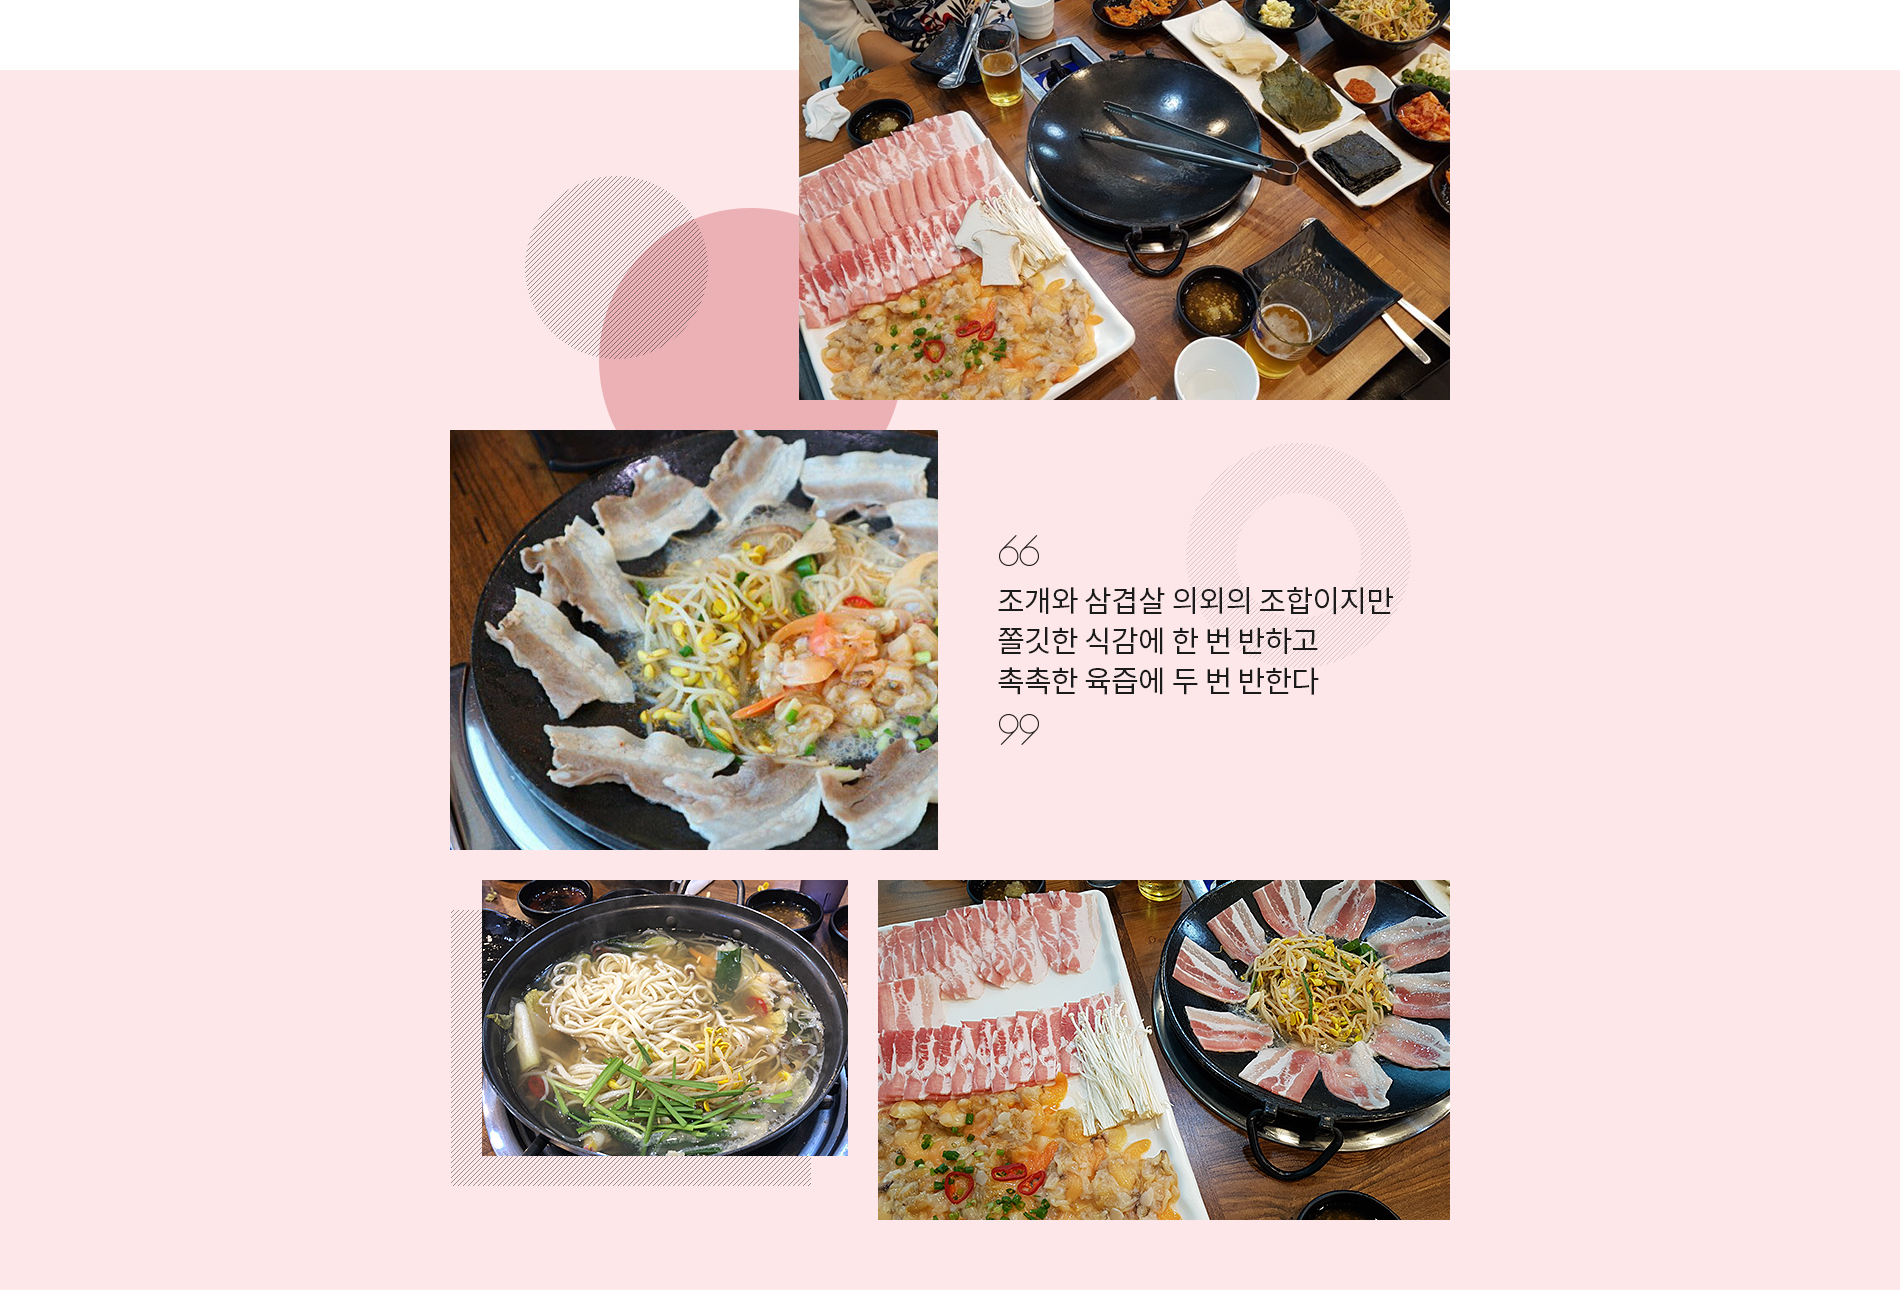 “
조개와 삼겹살 의외의 조합이지만
쫄깃한 식감에 한 번 반하고
촉촉한 육즙에 두 번 반한다
”